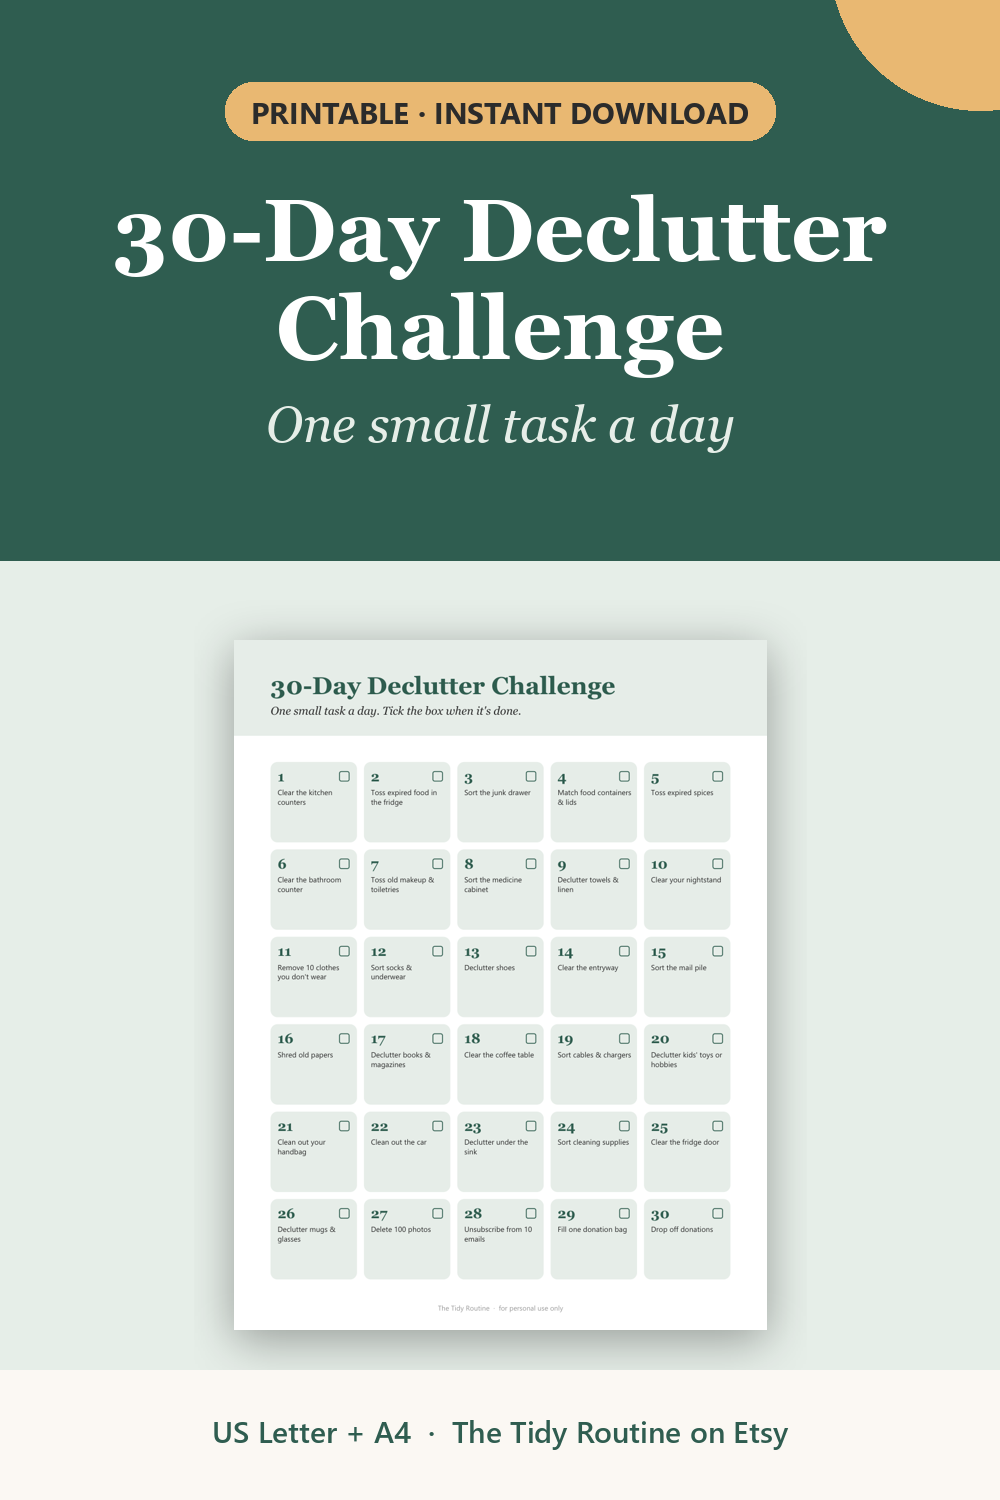 PRINTABLE · INSTANT DOWNLOAD
30-Day Declutter
Challenge
One small task a day
30-Day Declutter Challenge
One small task a day. Tick the box when it's done.
1
Clear the kitchen
counters
2
Toss expired food in
the fridge
3
Sort the junk drawer
4
Match food containers
& lids
5
Toss expired spices
6
Clear the bathroom
counter
7
Toss old makeup &
toiletries
8
Sort the medicine
cabinet
9
Declutter towels &
linen
10
Clear your nightstand
11
Remove 10 clothes
you don't wear
12
Sort socks &
underwear
13
Declutter shoes
14
Clear the entryway
15
Sort the mail pile
16
Shred old papers
17
Declutter books &
magazines
18
Clear the coffee table
19
Sort cables & chargers
20
Declutter kids' toys or
hobbies
21
Clean out your
handbag
22
Clean out the car
23
Declutter under the
sink
24
Sort cleaning supplies
25
Clear the fridge door
26
Declutter mugs &
glasses
27
Delete 100 photos
28
Unsubscribe from 10
emails
29
Fill one donation bag
30
Drop off donations
The Tidy Routine · for personal use only
US Letter + A4 · The Tidy Routine on Etsy